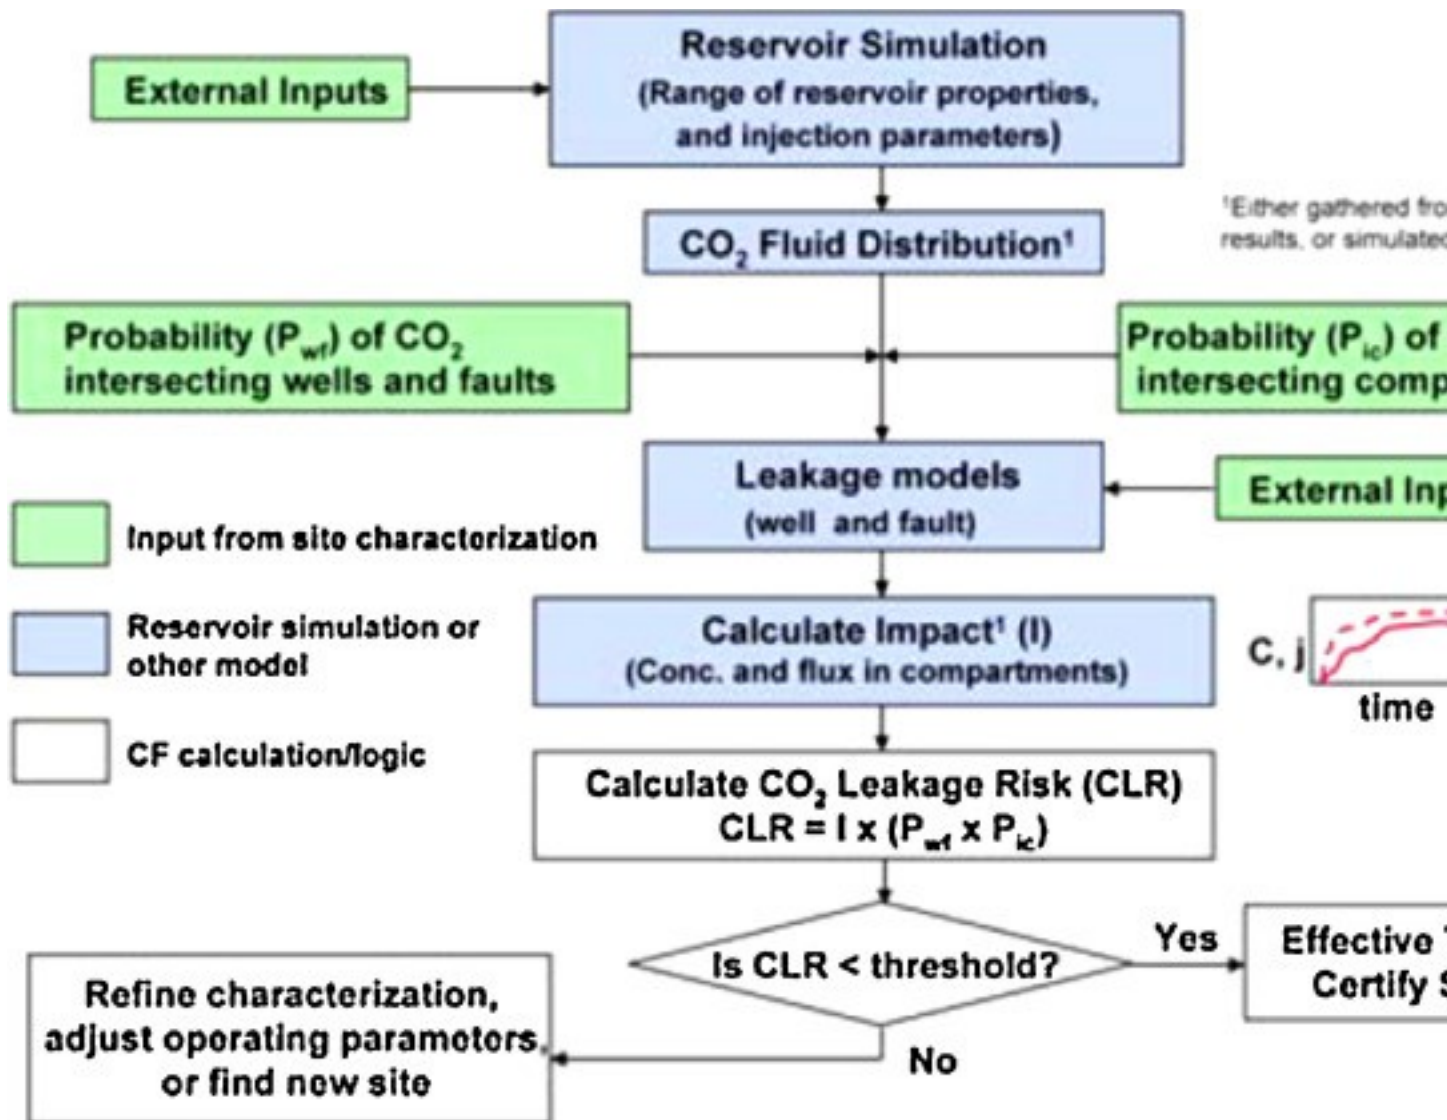 Reservoir Simulation
(Range of reservoir properties,
and injection parameters)
External Inputs
¹Either gathered
results, or simulated
CO₂ Fluid Distribution¹
Probability (Pwf) of CO₂
intersecting wells and faults
Probability (Pic) of
intersecting
Leakage models
(well and fault)
External
Input from site characterization
Reservoir simulation or
other model
CF calculation/logic
Calculate Impact¹ (I)
(Conc. and flux in compartments)
C, j
time
Calculate CO₂ Leakage Risk (CLR)
CLR = I x (Pwf x Pic)
Is CLR < threshold?
Yes
Effective
Certify
No
Refine characterization,
adjust operating parameters,
or find new site